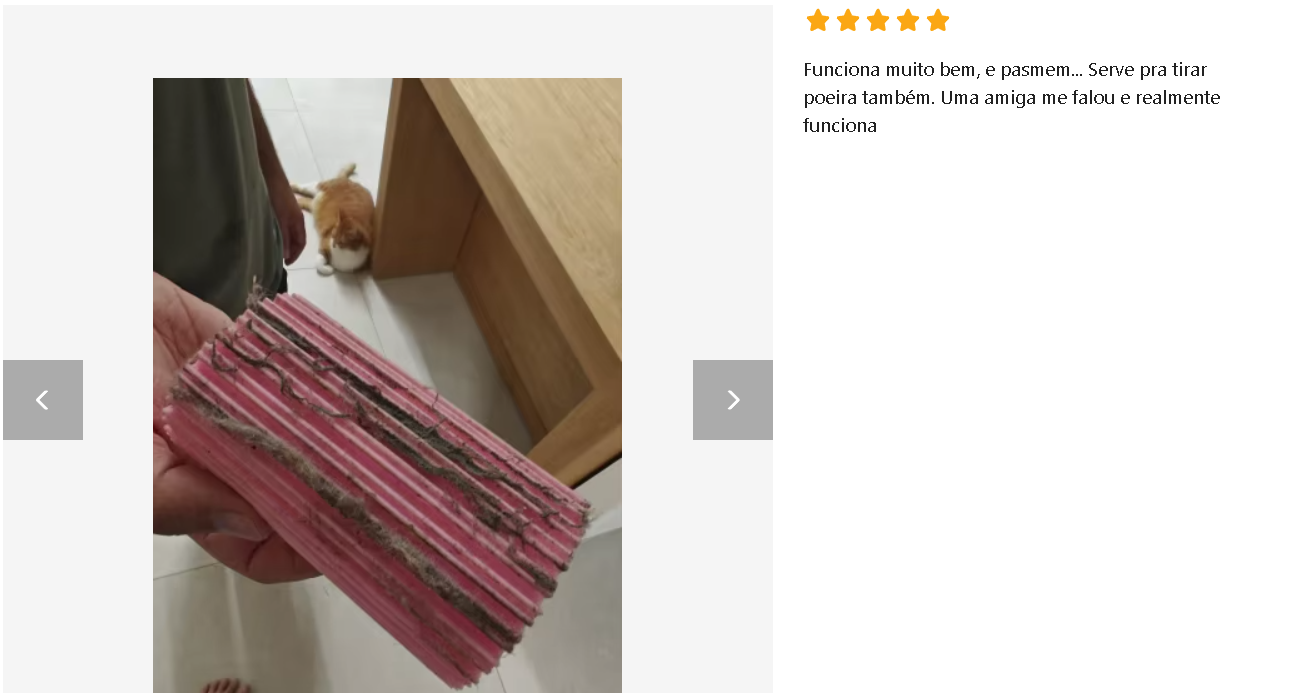 Funciona muito bem, e pasmem... Serve pra tirar
poeira também. Uma amiga me falou e realmente
funciona